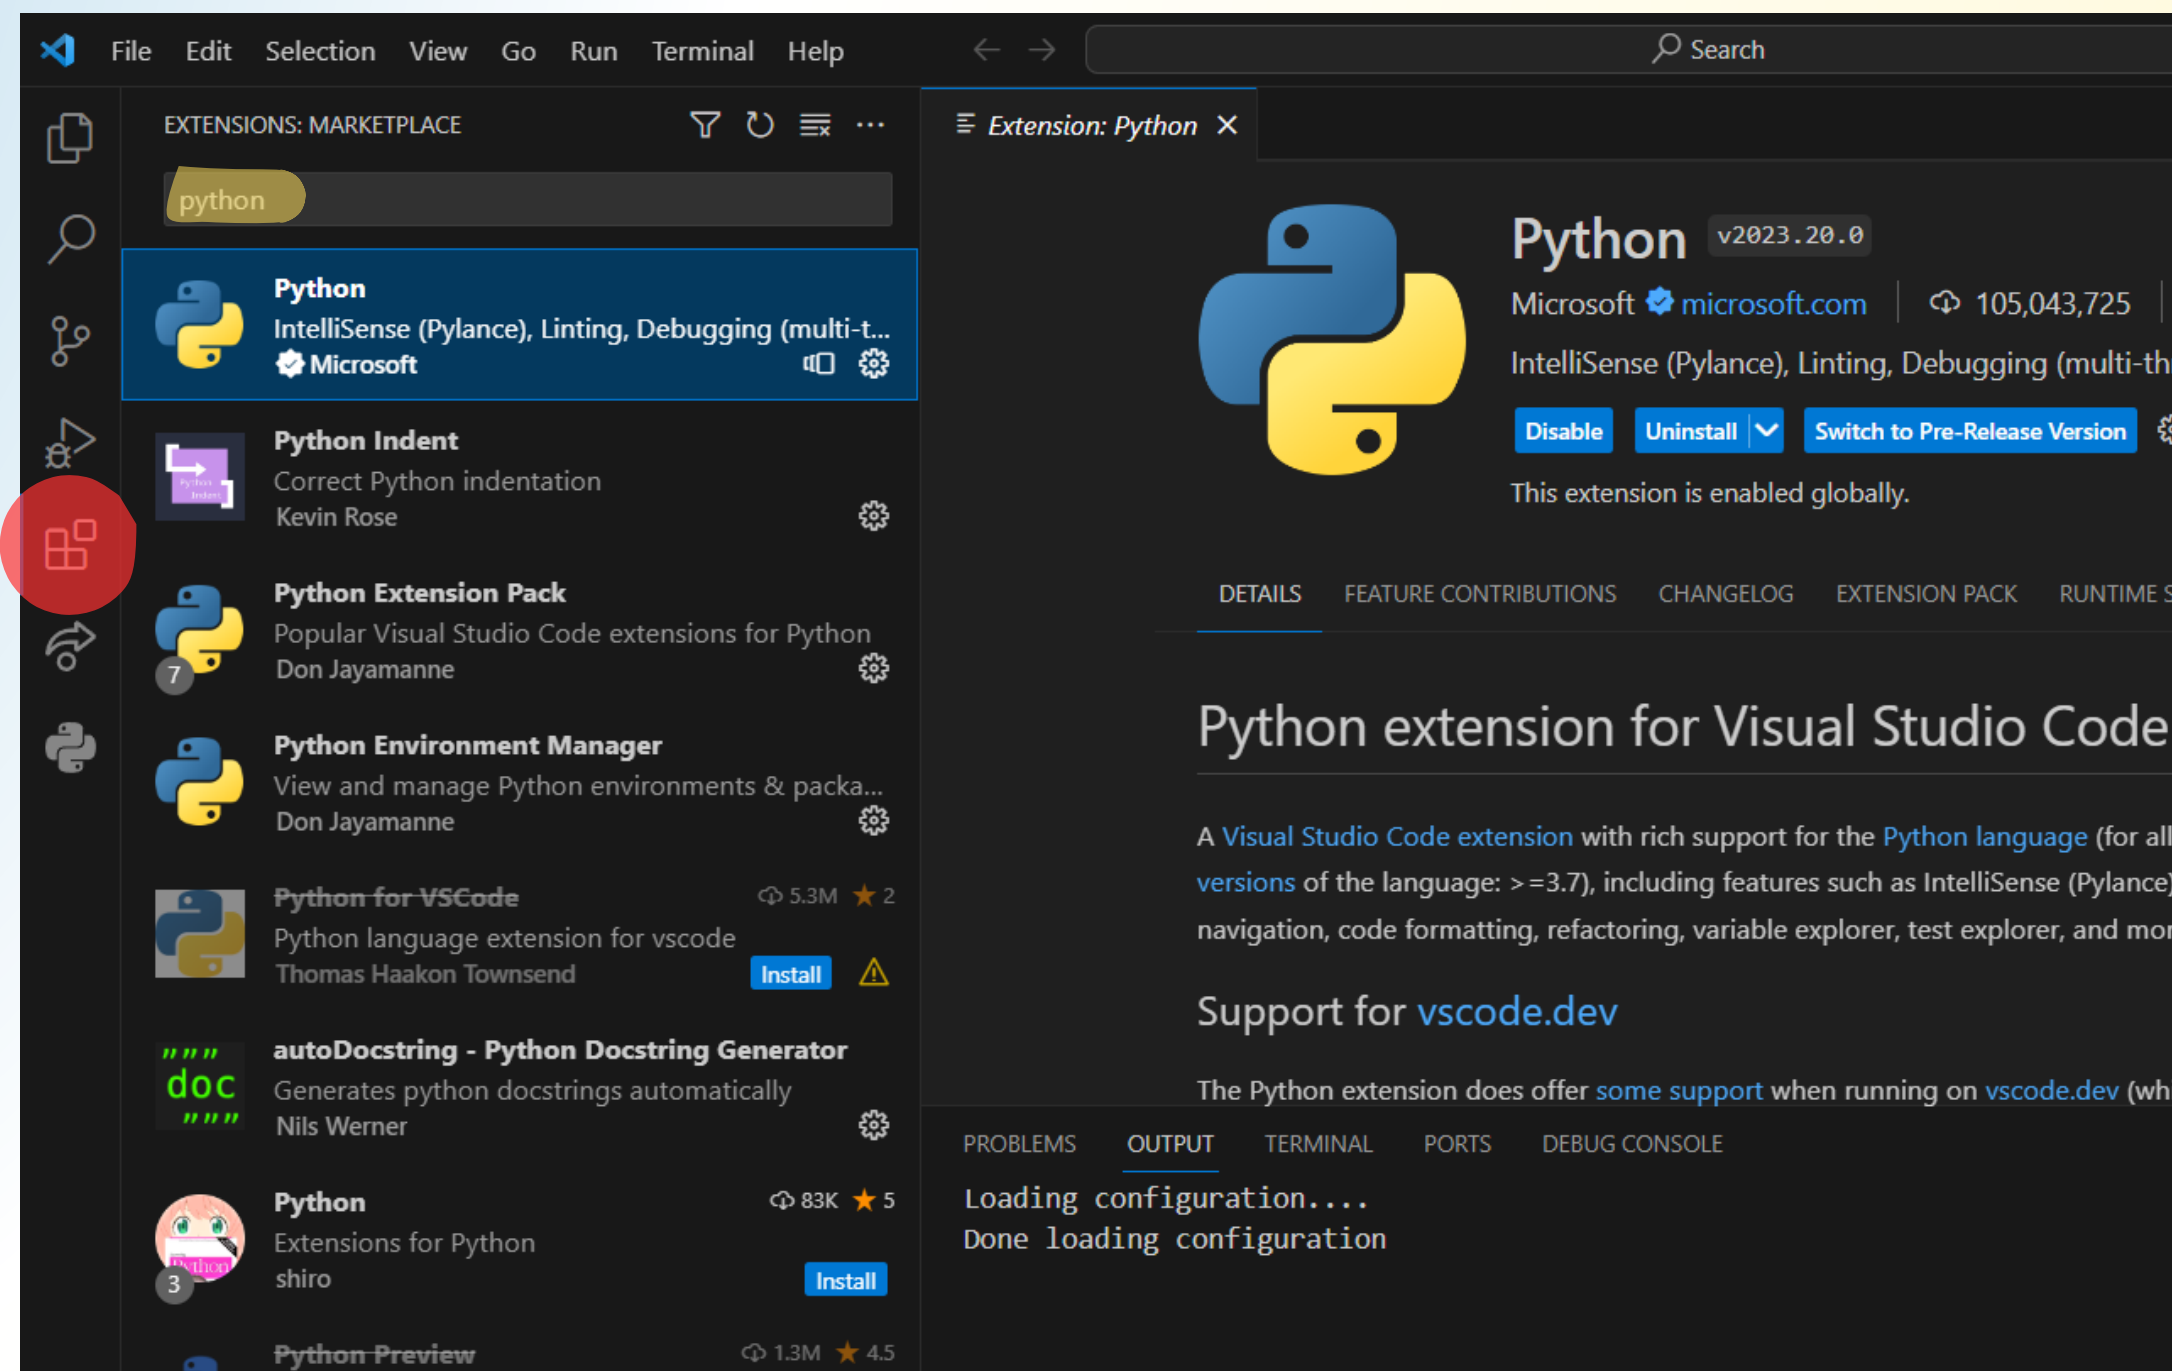 File Edit Selection View Go Run Terminal Help
Search
EXTENSIONS: MARKETPLACE
python
Python
IntelliSense (Pylance), Linting, Debugging (multi-t...
Microsoft
Python Indent
Correct Python indentation
Kevin Rose
Python Extension Pack
Popular Visual Studio Code extensions for Python
Don Jayamanne
7
Python Environment Manager
View and manage Python environments & packa...
Don Jayamanne
Python for VSCode 5.3M 2
Python language extension for vscode
Thomas Haakon Townsend Install
""" 
doc
"""
autoDocstring - Python Docstring Generator
Generates python docstrings automatically
Nils Werner
Python 83K 5
Extensions for Python
shiro Install
3
Python Preview 1.3M 4.5
Extension: Python
Python v2023.20.0
Microsoft microsoft.com 105,043,725
IntelliSense (Pylance), Linting, Debugging (multi-th
Disable Uninstall Switch to Pre-Release Version
This extension is enabled globally.
DETAILS FEATURE CONTRIBUTIONS CHANGELOG EXTENSION PACK RUNTIME S
Python extension for Visual Studio Code
A Visual Studio Code extension with rich support for the Python language (for all
versions of the language: >=3.7), including features such as IntelliSense (Pylance)
navigation, code formatting, refactoring, variable explorer, test explorer, and mor
Support for vscode.dev
The Python extension does offer some support when running on vscode.dev (wh
PROBLEMS OUTPUT TERMINAL PORTS DEBUG CONSOLE
Loading configuration....
Done loading configuration